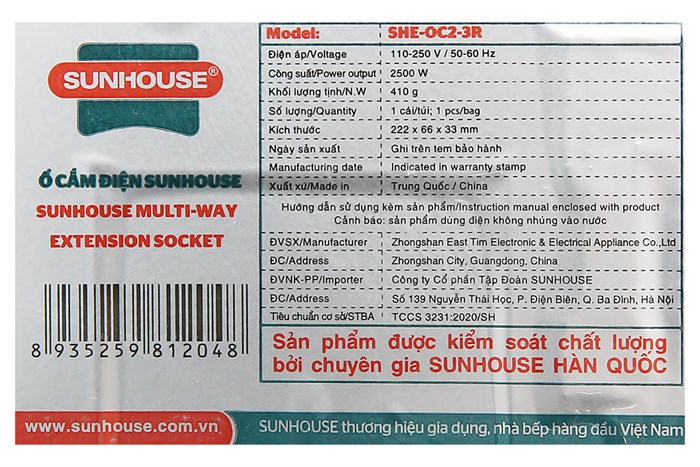 SUNHOUSE®
Ổ CẮM ĐIỆN SUNHOUSE
SUNHOUSE MULTI-WAY
EXTENSION SOCKET
8 935259 812048
Model: SHE-OC2-3R
Điện áp/Voltage 110-250 V / 50-60 Hz
Công suất/Power output 2500 W
Khối lượng tịnh/N.W 410 g
Số lượng/Quantity 1 cái/túi; 1 pcs/bag
Kích thước 222 x 66 x 33 mm
Ngày sản xuất Ghi trên tem bảo hành
Manufacturing date Indicated in warranty stamp
Xuất xứ/Made in Trung Quốc / China
Hướng dẫn sử dụng kèm sản phẩm/Instruction manual enclosed with product
Cảnh báo: sản phẩm dùng điện không nhúng vào nước
ĐVSX/Manufacturer Zhongshan East Tim Electronic & Electrical Appliance Co.,Ltd
ĐC/Address Zhongshan City, Guangdong, China
ĐVNK-PP/Importer Công ty Cổ phần Tập Đoàn SUNHOUSE
ĐC/Address Số 139 Nguyễn Thái Học, P. Điện Biên, Q. Ba Đình, Hà Nội
Tiêu chuẩn cơ sở/STBA TCCS 3231:2020/SH
Sản phẩm được kiểm soát chất lượng
bởi chuyên gia SUNHOUSE HÀN QUỐC
www.sunhouse.com.vn
SUNHOUSE thương hiệu gia dụng, nhà bếp hàng đầu Việt Nam